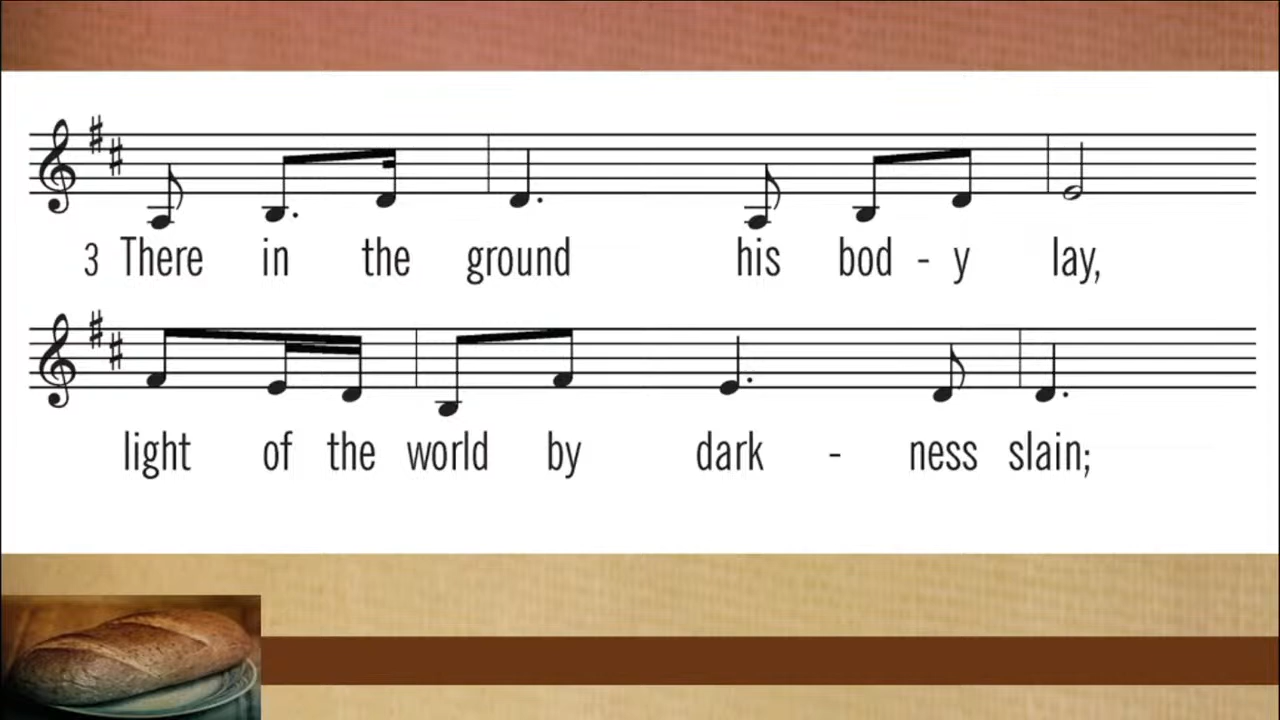 3 There in the ground his bod - y lay,
light of the world by dark - ness slain;